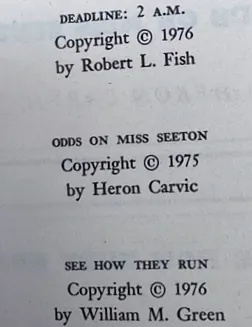 DEADLINE: 2 A.M.
Copyright © 1976
by Robert L. Fish
ODDS ON MISS SEETON
Copyright © 1975
by Heron Carvic
SEE HOW THEY RUN
Copyright © 1976
by William M. Green